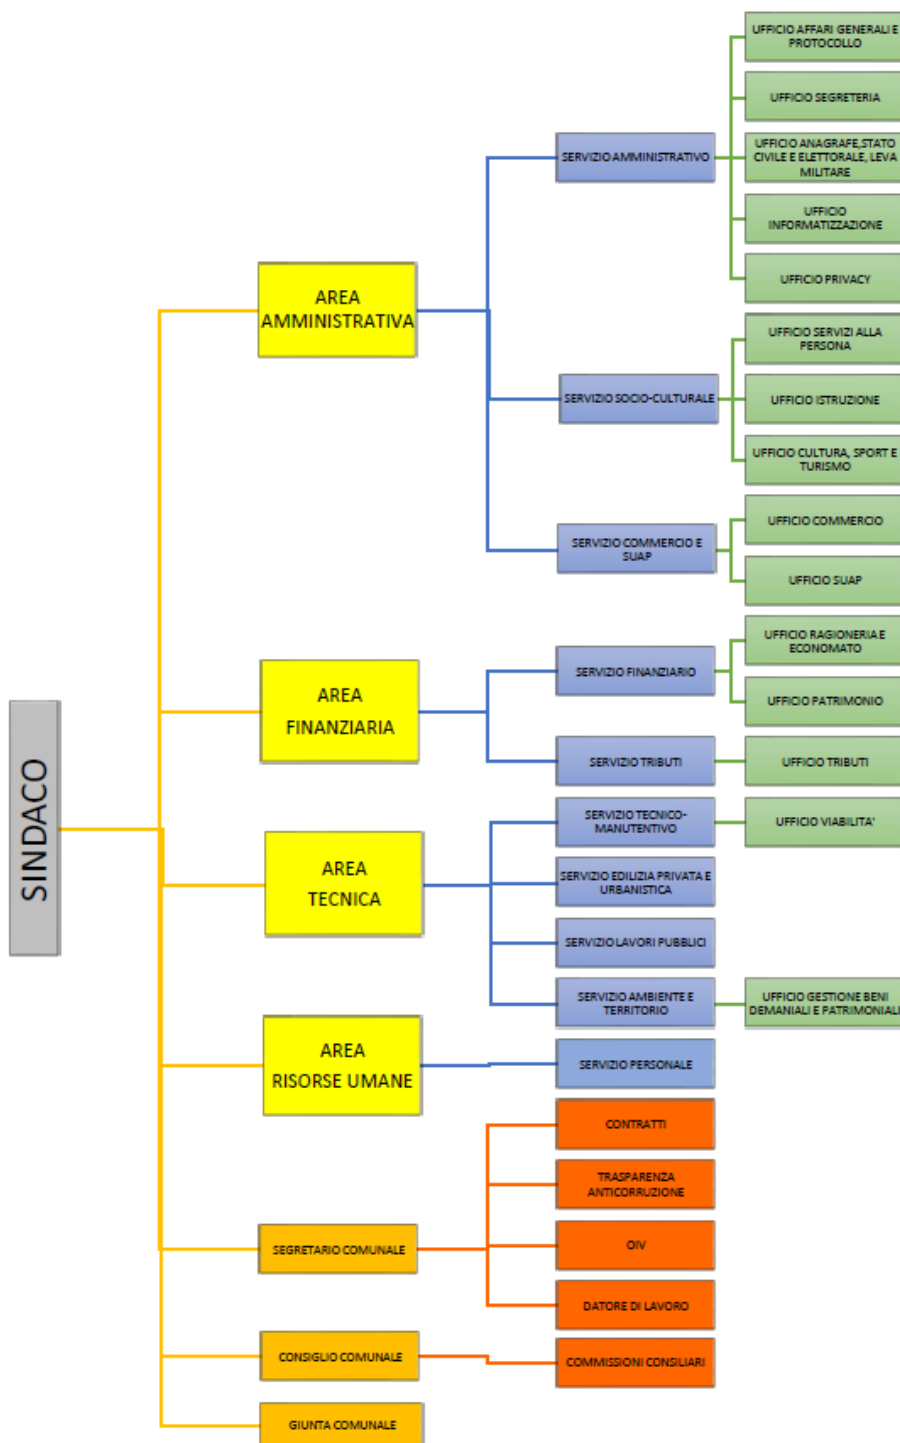 SINDACO
AREA
AMMINISTRATIVA
SERVIZIO AMMINISTRATIVO
UFFICIO AFFARI GENERALI E
PROTOCOLLO
UFFICIO SEGRETERIA
UFFICIO ANAGRAFE,STATO
CIVILE E ELETTORALE, LEVA
MILITARE
UFFICIO
INFORMATIZZAZIONE
UFFICIO PRIVACY
SERVIZIO SOCIO-CULTURALE
UFFICIO SERVIZI ALLA
PERSONA
UFFICIO ISTRUZIONE
UFFICIO CULTURA, SPORT E
TURISMO
SERVIZIO COMMERCIO E
SUAP
UFFICIO COMMERCIO
UFFICIO SUAP
AREA
FINANZIARIA
SERVIZIO FINANZIARIO
UFFICIO RAGIONERIA E
ECONOMATO
UFFICIO PATRIMONIO
SERVIZIO TRIBUTI
UFFICIO TRIBUTI
AREA
TECNICA
SERVIZIO TECNICO-
MANUTENTIVO
UFFICIO VIABILITA'
SERVIZIO EDILIZIA PRIVATA E
URBANISTICA
SERVIZIO LAVORI PUBBLICI
SERVIZIO AMBIENTE E
TERRITORIO
UFFICIO GESTIONE BENI
DEMANIALI E PATRIMONIALI
AREA
RISORSE UMANE
SERVIZIO PERSONALE
SEGRETARIO COMUNALE
CONTRATTI
TRASPARENZA
ANTICORRUZIONE
OIV
DATORE DI LAVORO
CONSIGLIO COMUNALE
COMMISSIONI CONSILIARI
GIUNTA COMUNALE